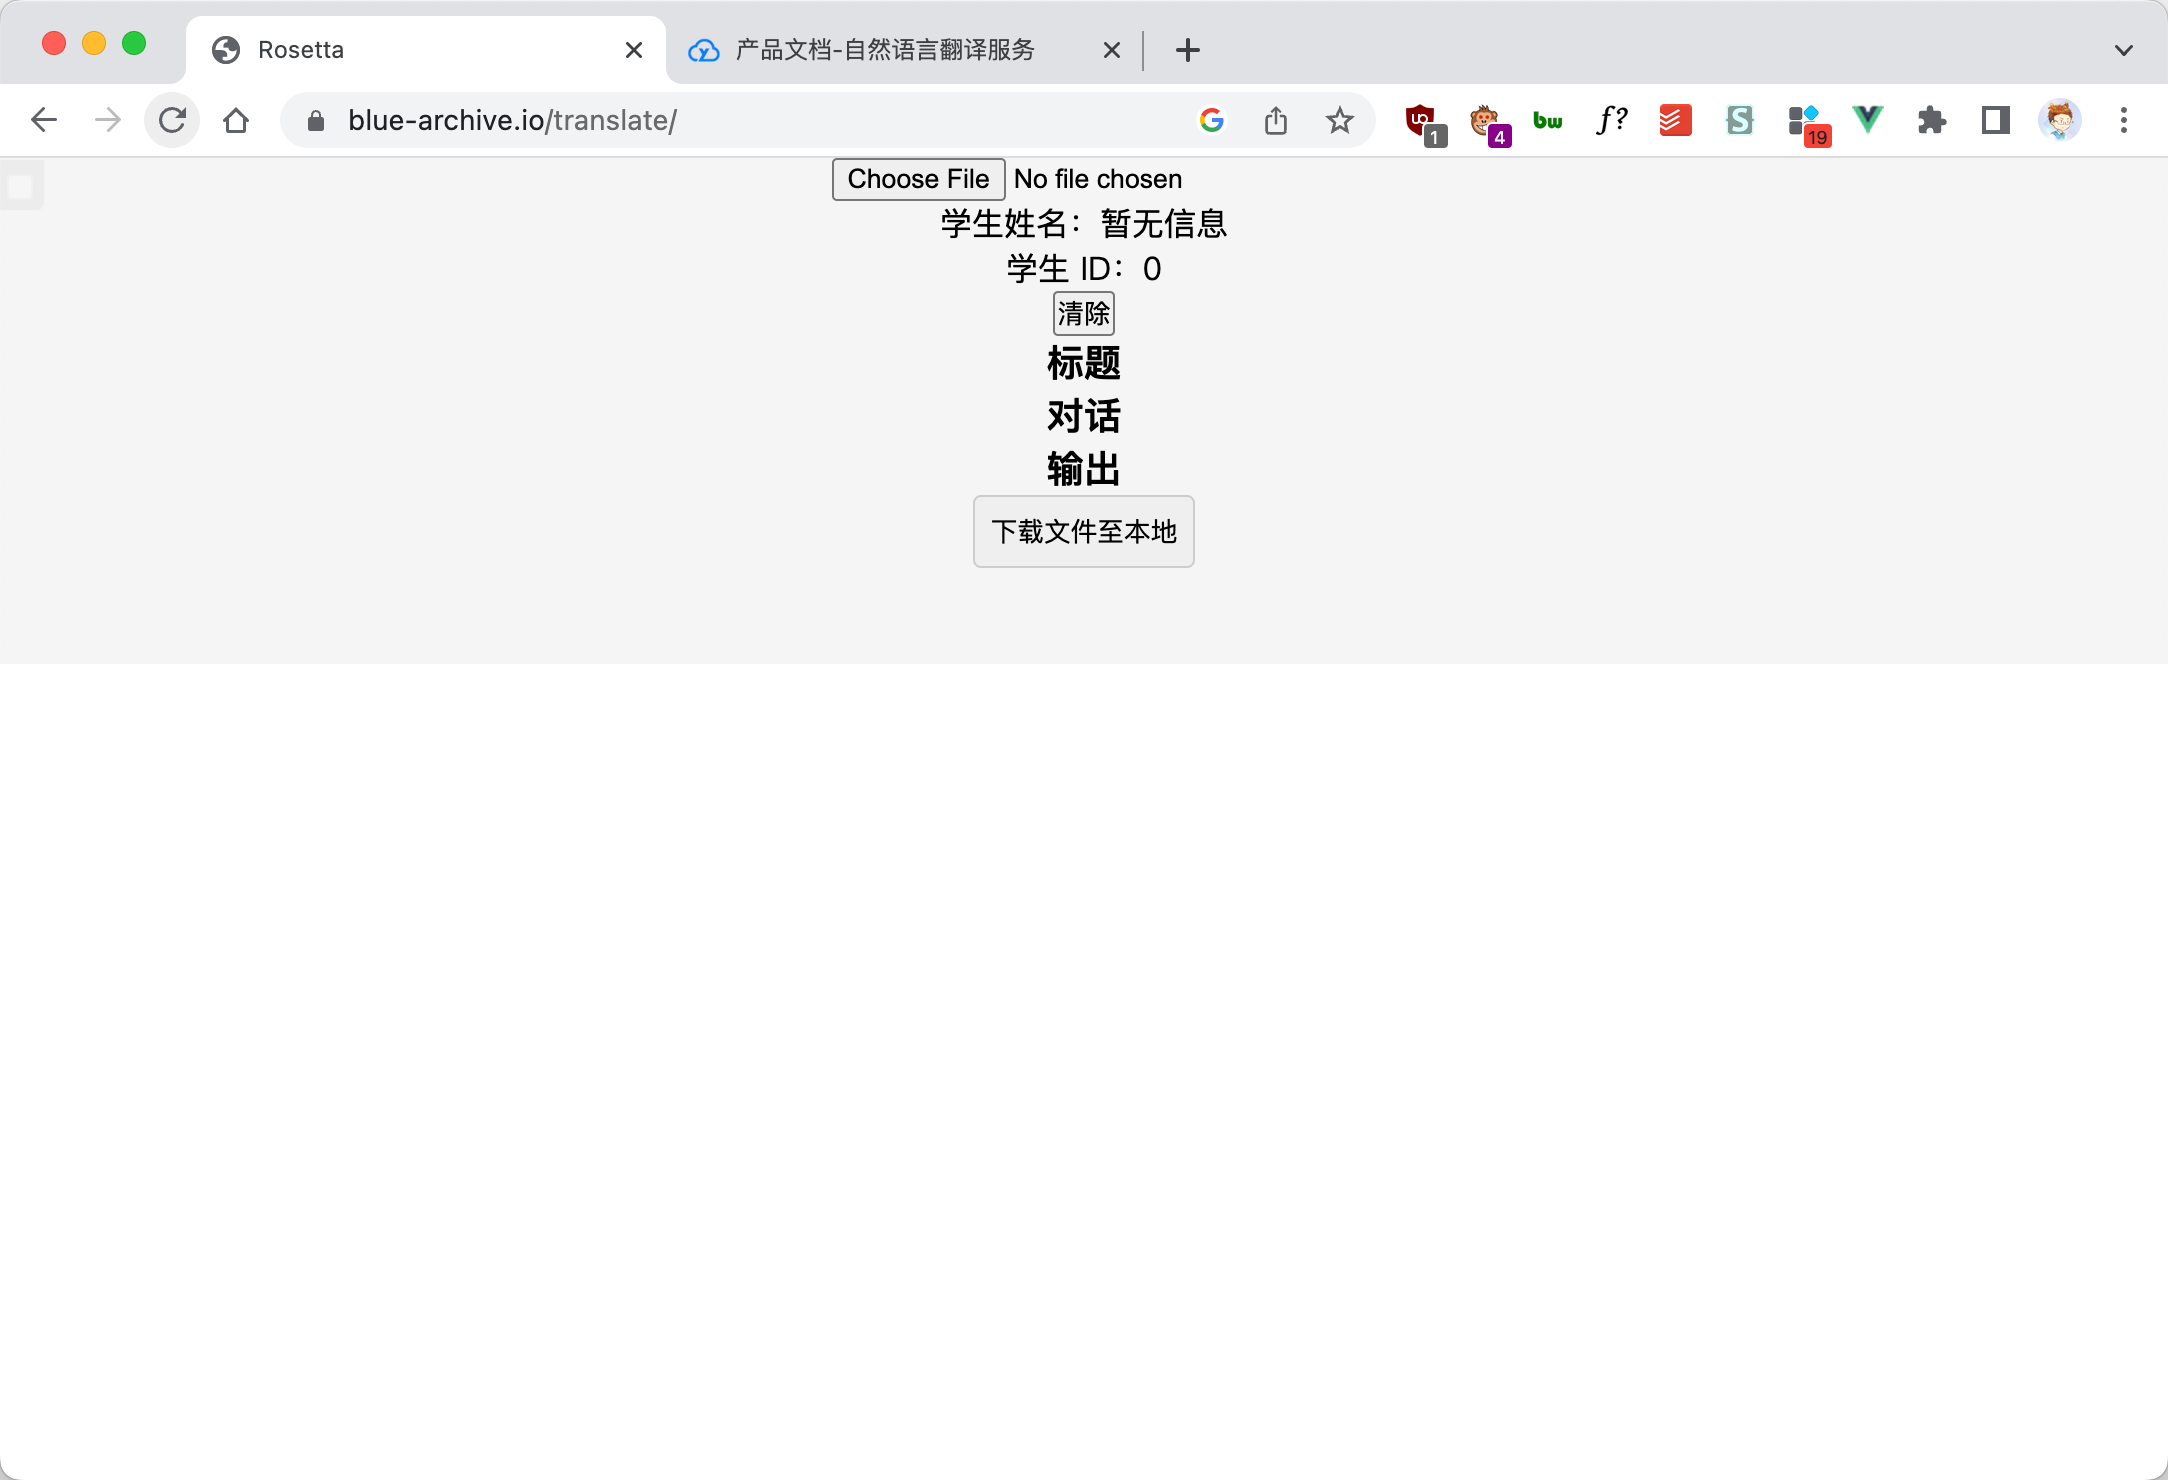 Rosetta
产品文档-自然语言翻译服务
blue-archive.io/translate/
1
4
bw
f?
S
19
Choose File No file chosen
学生姓名：暂无信息
学生 ID：0
清除
标题
对话
输出
下载文件至本地